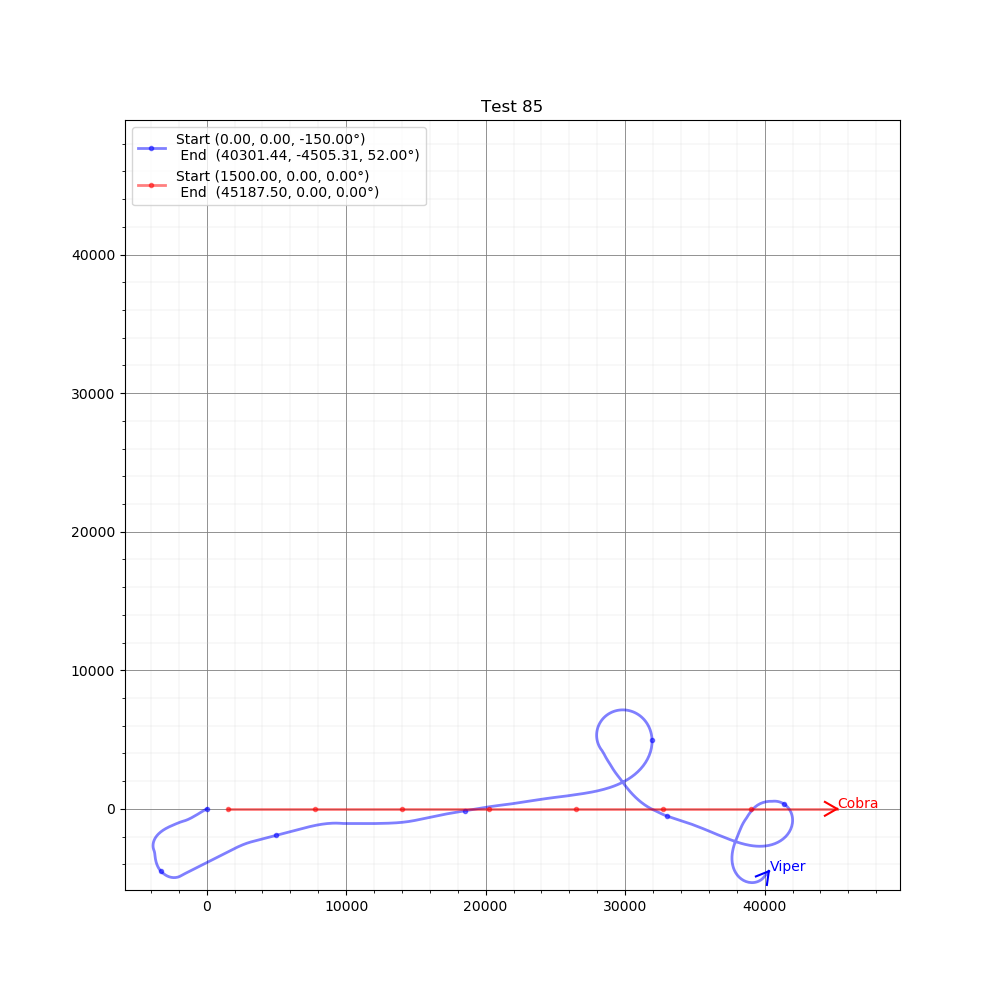 Test 85
Start (0.00, 0.00, -150.00°)
End (40301.44, -4505.31, 52.00°)
Start (1500.00, 0.00, 0.00°)
End (45187.50, 0.00, 0.00°)
40000
30000
20000
10000
0
Cobra
Viper
0
10000
20000
30000
40000